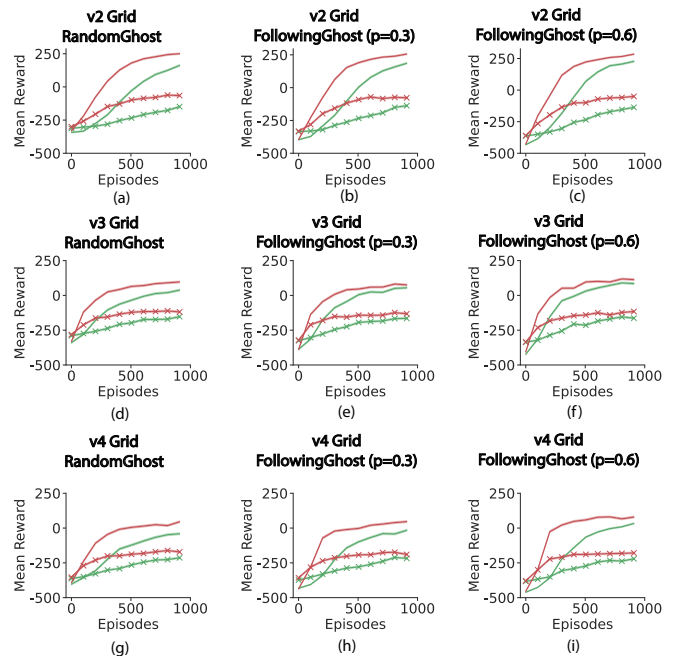 v2 Grid
RandomGhost
v2 Grid
FollowingGhost (p=0.3)
v2 Grid
FollowingGhost (p=0.6)
Mean Reward
250
0
-250
-500
0 500 1000
Episodes
(a)
Mean Reward
250
0
-250
-500
0 500 1000
Episodes
(b)
Mean Reward
250
0
-250
-500
0 500 1000
Episodes
(c)
v3 Grid
RandomGhost
v3 Grid
FollowingGhost (p=0.3)
v3 Grid
FollowingGhost (p=0.6)
Mean Reward
250
0
-250
-500
0 500 1000
Episodes
(d)
Mean Reward
250
0
-250
-500
0 500 1000
Episodes
(e)
Mean Reward
250
0
-250
-500
0 500 1000
Episodes
(f)
v4 Grid
RandomGhost
v4 Grid
FollowingGhost (p=0.3)
v4 Grid
FollowingGhost (p=0.6)
Mean Reward
250
0
-250
-500
0 500 1000
Episodes
(g)
Mean Reward
250
0
-250
-500
0 500 1000
Episodes
(h)
Mean Reward
250
0
-250
-500
0 500 1000
Episodes
(i)